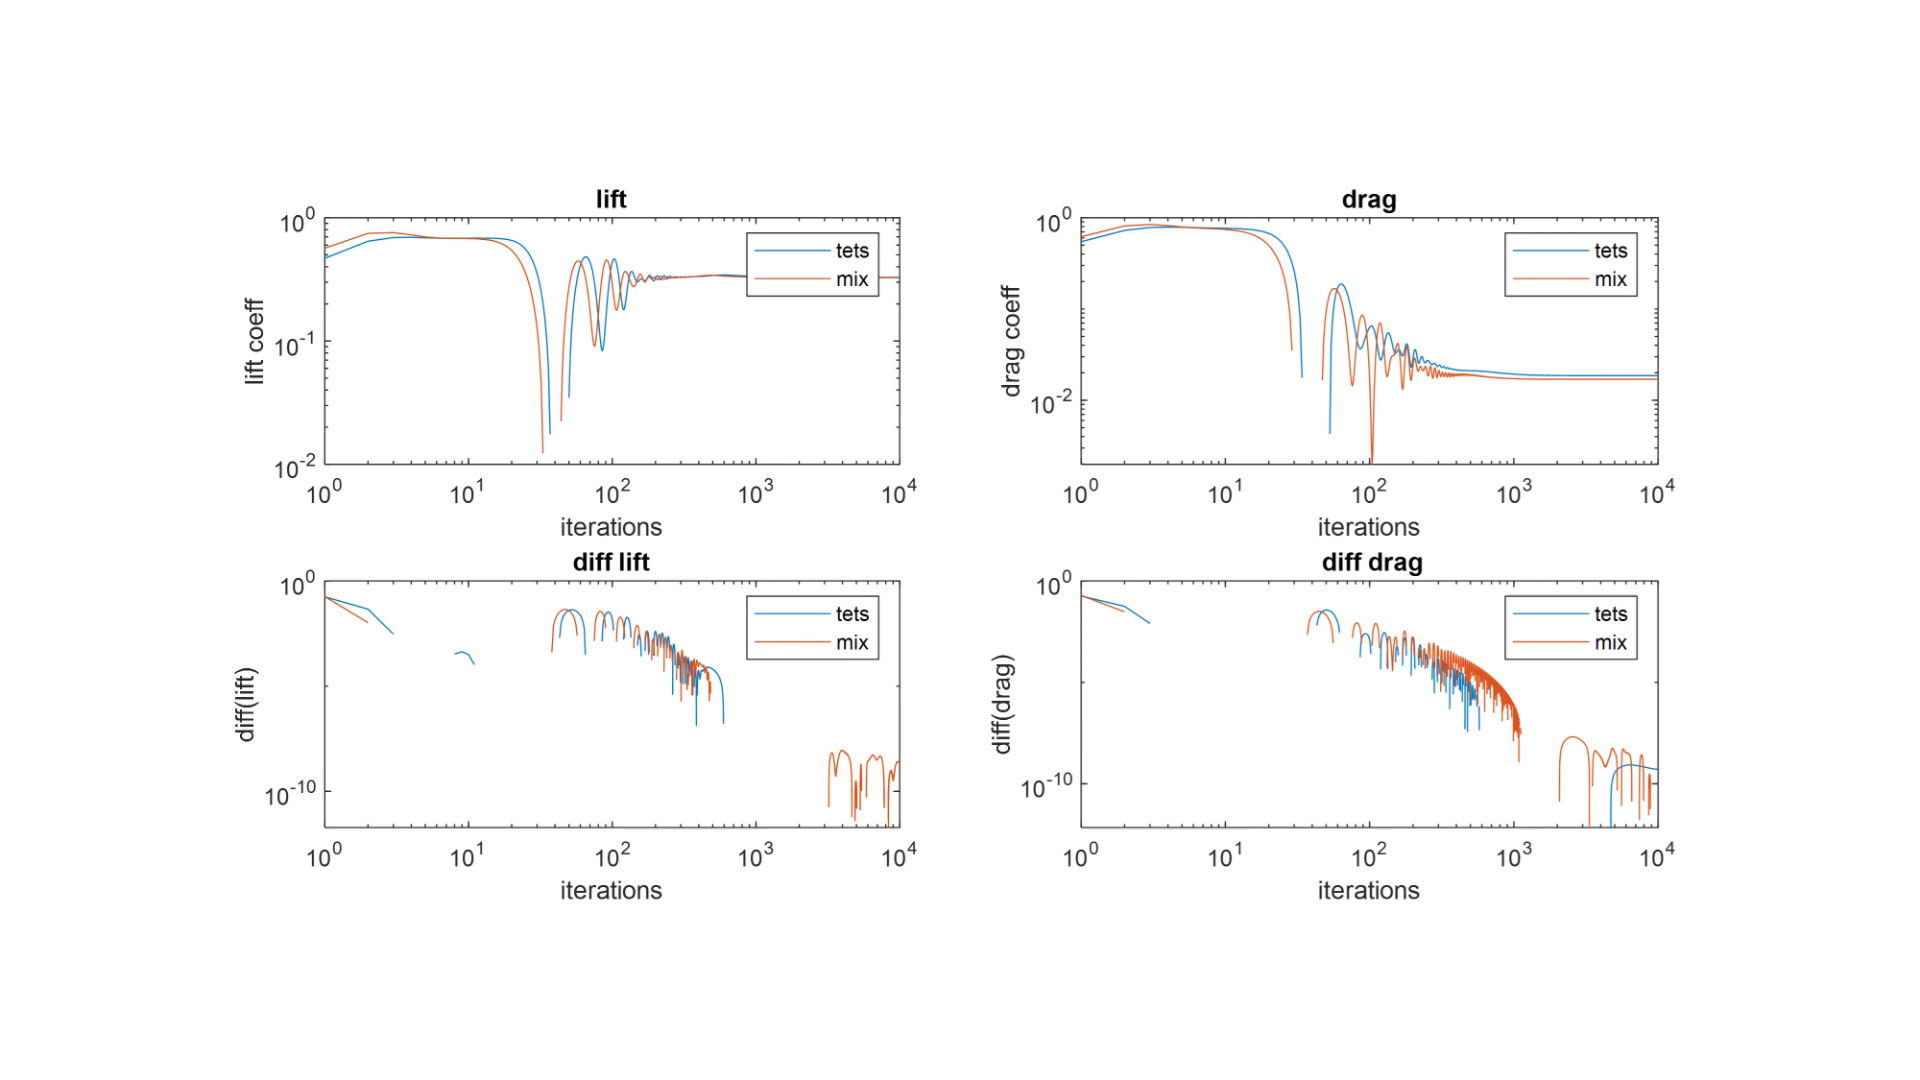 lift
lift coeff
10^0
10^-1
10^-2
tets
mix
10^0 10^1 10^2 10^3 10^4
iterations
drag
drag coeff
10^0
10^-2
tets
mix
10^0 10^1 10^2 10^3 10^4
iterations
diff lift
diff(lift)
10^0
10^-10
tets
mix
10^0 10^1 10^2 10^3 10^4
iterations
diff drag
diff(drag)
10^0
10^-10
tets
mix
10^0 10^1 10^2 10^3 10^4
iterations